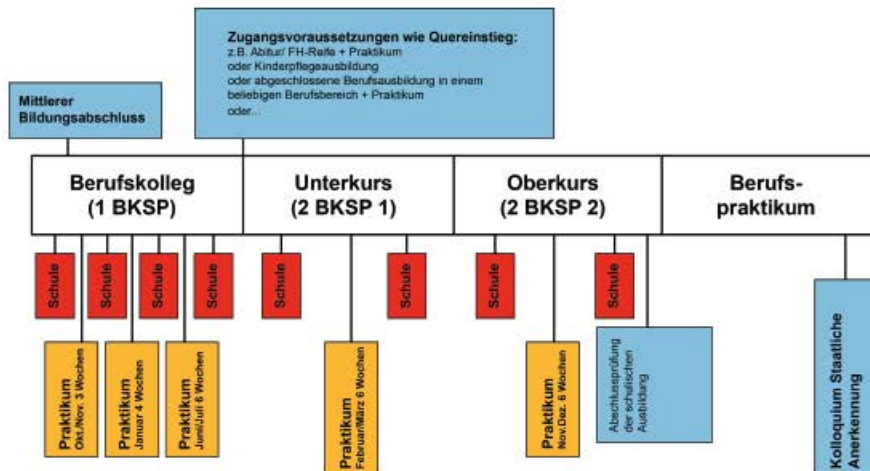 Zugangsvoraussetzungen wie Quereinstieg:
z.B. Abitur/ FH-Reife + Praktikum
oder Kinderpflegeausbildung
oder abgeschlossene Berufsausbildung in einem
beliebigen Berufsbereich + Praktikum
oder...
Mittlerer
Bildungsabschluss
Berufskolleg
(1 BKSP)
Unterkurs
(2 BKSP 1)
Oberkurs
(2 BKSP 2)
Berufs-
praktikum
Schule
Schule
Schule
Schule
Schule
Schule
Schule
Schule
Praktikum
Okt./Nov. 3 Wochen
Praktikum
Januar 4 Wochen
Praktikum
Juni/Juli 6 Wochen
Praktikum
Februar/März 6 Wochen
Praktikum
Nov.Dez. 6 Wochen
Abschlussprüfung
der schulischen
Ausbildung
Kolloquium Staatliche
Anerkennung